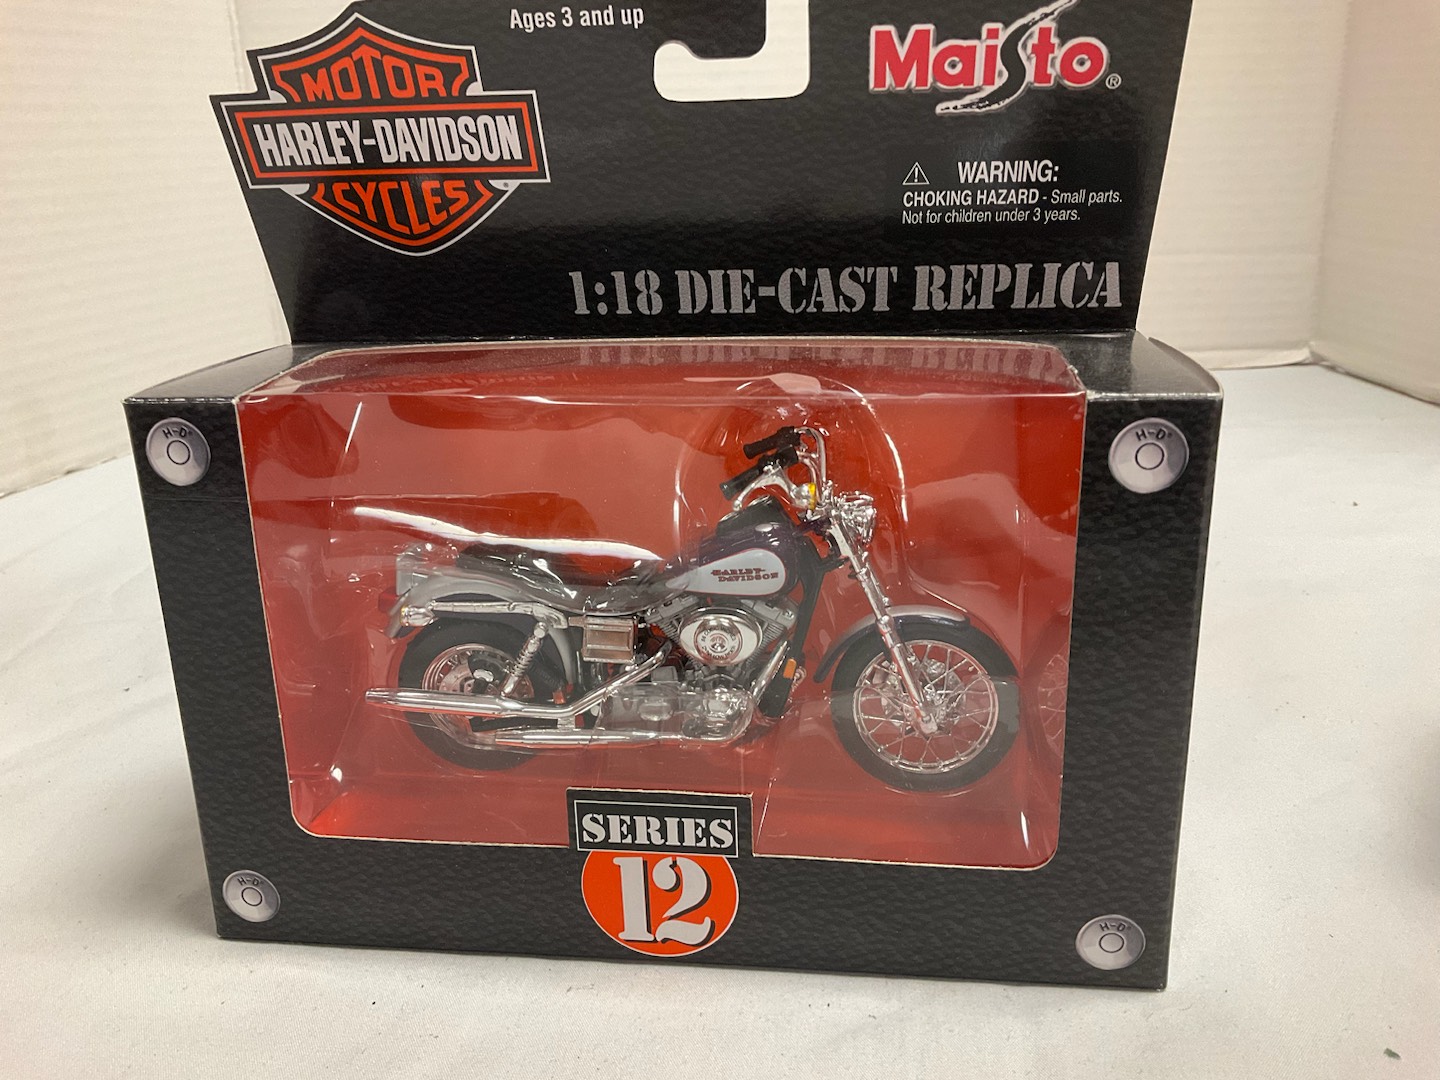 Ages 3 and up
MOTOR
HARLEY-DAVIDSON
CYCLES
Maisto®
WARNING:
CHOKING HAZARD - Small parts.
Not for children under 3 years.
1:18 DIE-CAST REPLICA
H-D
H-D
HARLEY-
DAVIDSON
SERIES
12
H-D
H-D